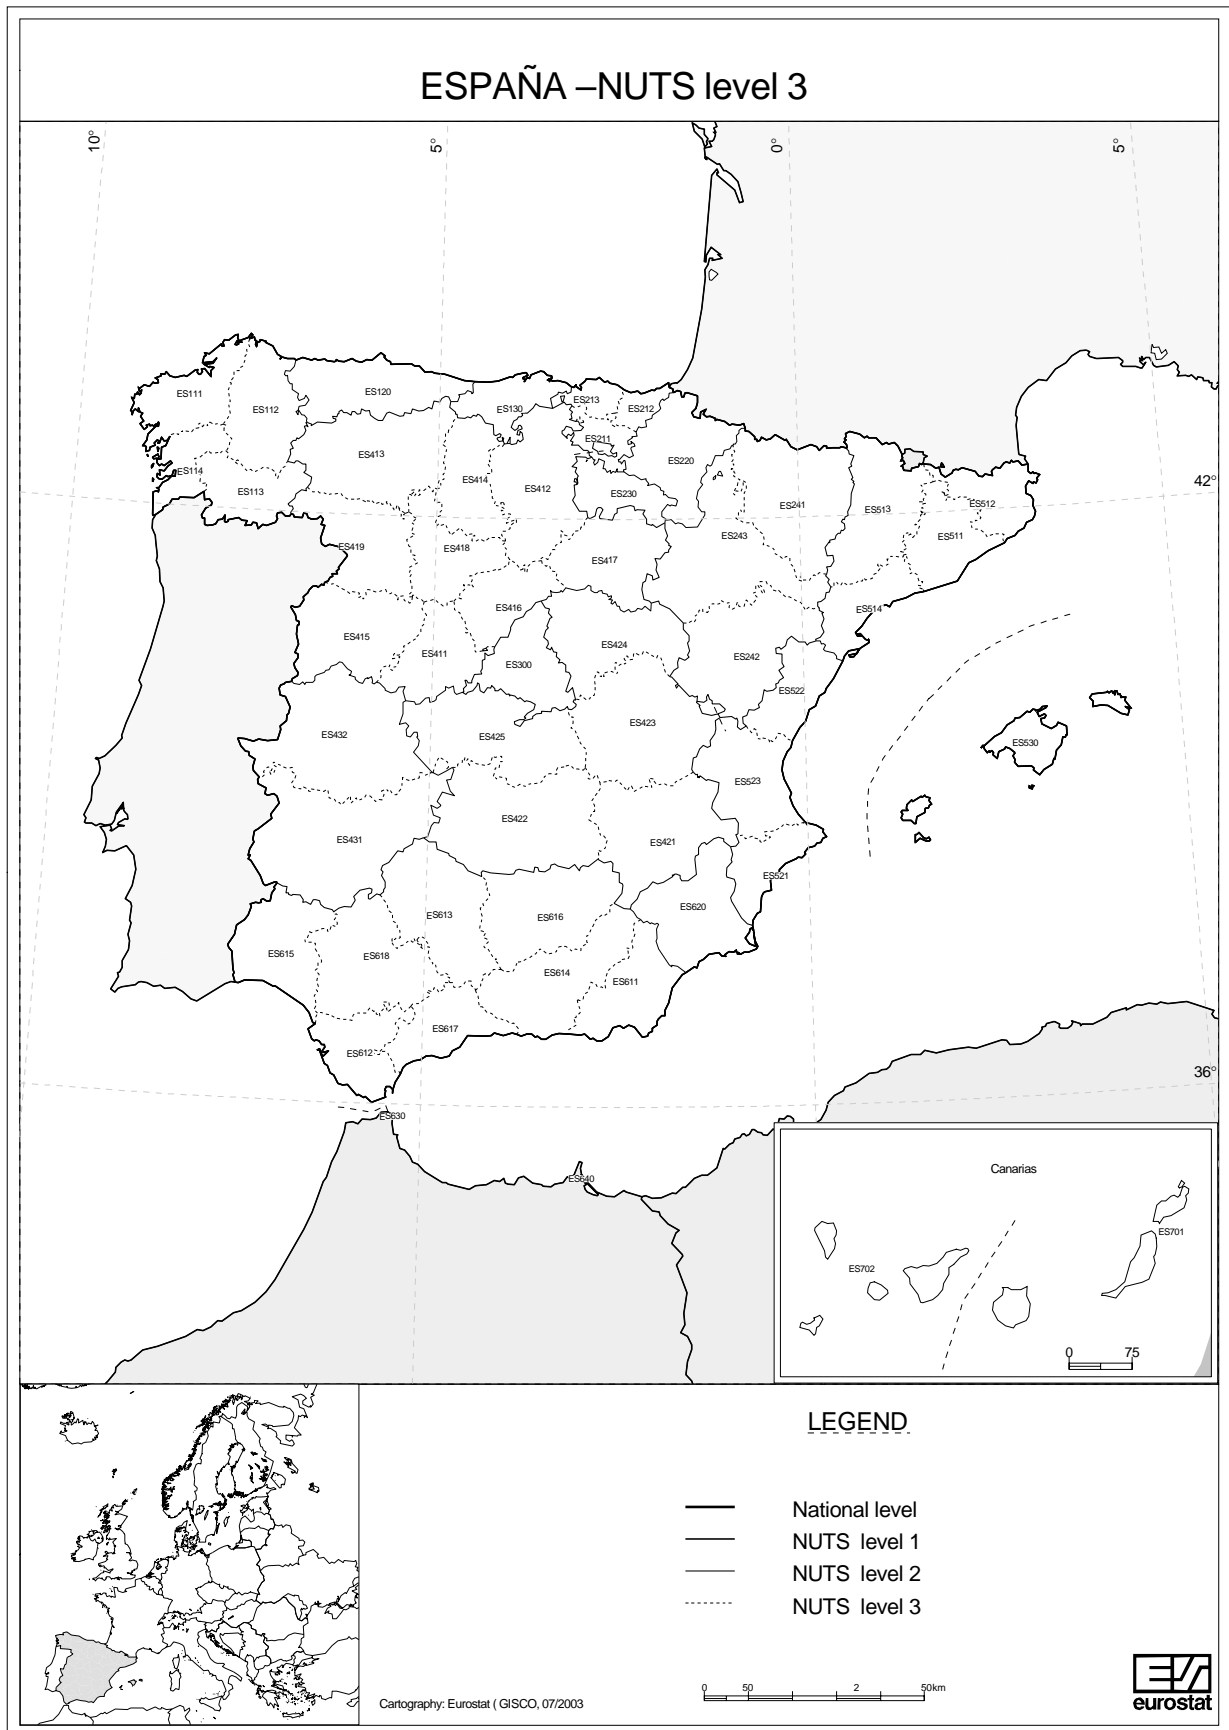 ESPAÑA –NUTS level 3
10°
5°
0°
5°
ES111
ES112
ES120
ES130
ES213
ES212
ES211
ES114
ES113
ES413
ES414
ES412
ES220
ES230
ES241
ES243
ES513
ES512
ES511
42°
ES419
ES418
ES417
ES416
ES514
ES415
ES411
ES300
ES424
ES242
ES522
ES432
ES425
ES423
ES530
ES523
ES431
ES422
ES421
ES521
ES613
ES616
ES620
ES615
ES618
ES614
ES611
ES617
ES612
36°
ES630
ES640
Canarias
ES701
ES702
0 75
LEGEND
National level
NUTS level 1
NUTS level 2
NUTS level 3
Cartography: Eurostat ( GISCO, 07/2003
0 50 2 50km
eurostat